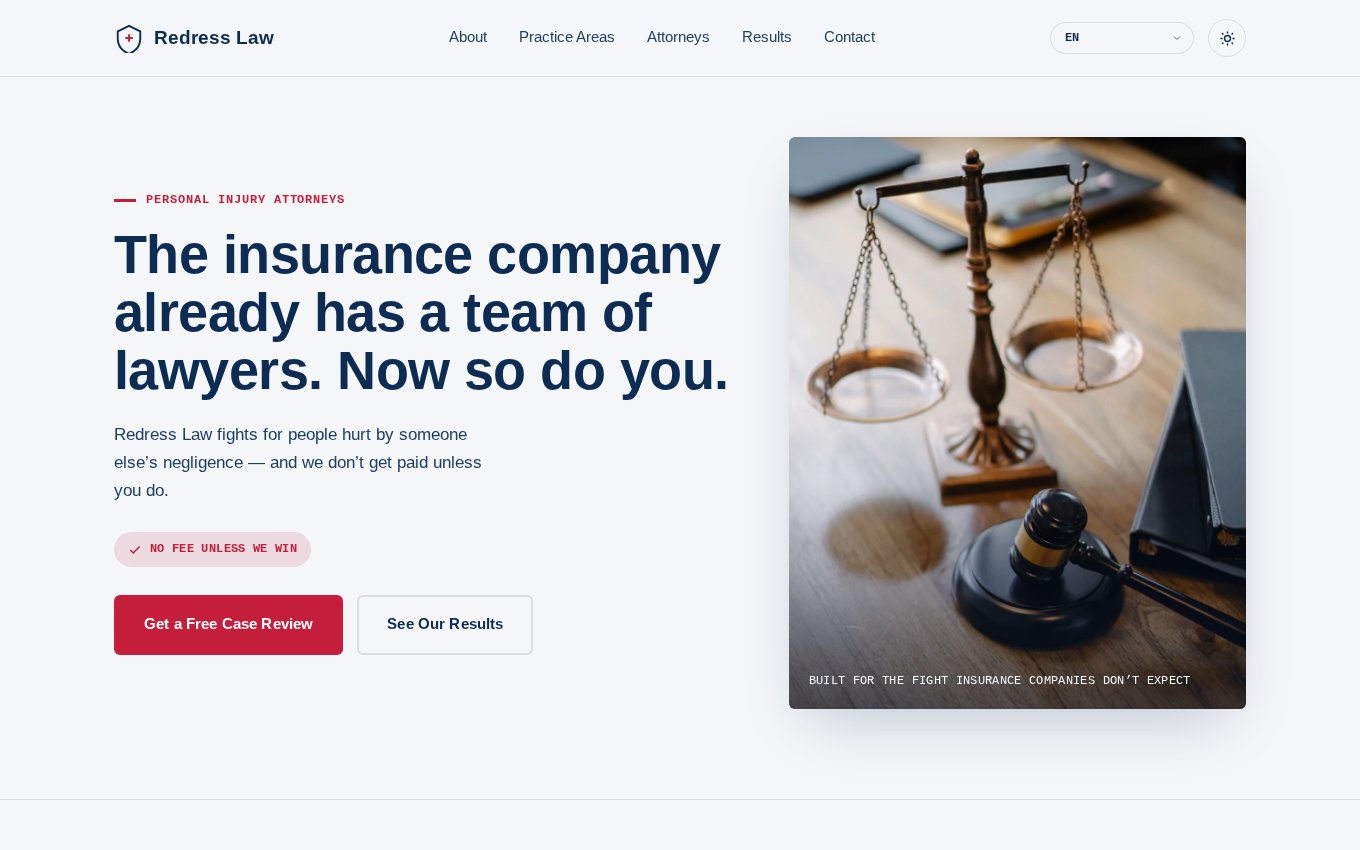 Redress Law
About
Practice Areas
Attorneys
Results
Contact
EN
PERSONAL INJURY ATTORNEYS
The insurance company
already has a team of
lawyers. Now so do you.
Redress Law fights for people hurt by someone
else’s negligence — and we don’t get paid unless
you do.
NO FEE UNLESS WE WIN
Get a Free Case Review
See Our Results
BUILT FOR THE FIGHT INSURANCE COMPANIES DON’T EXPECT